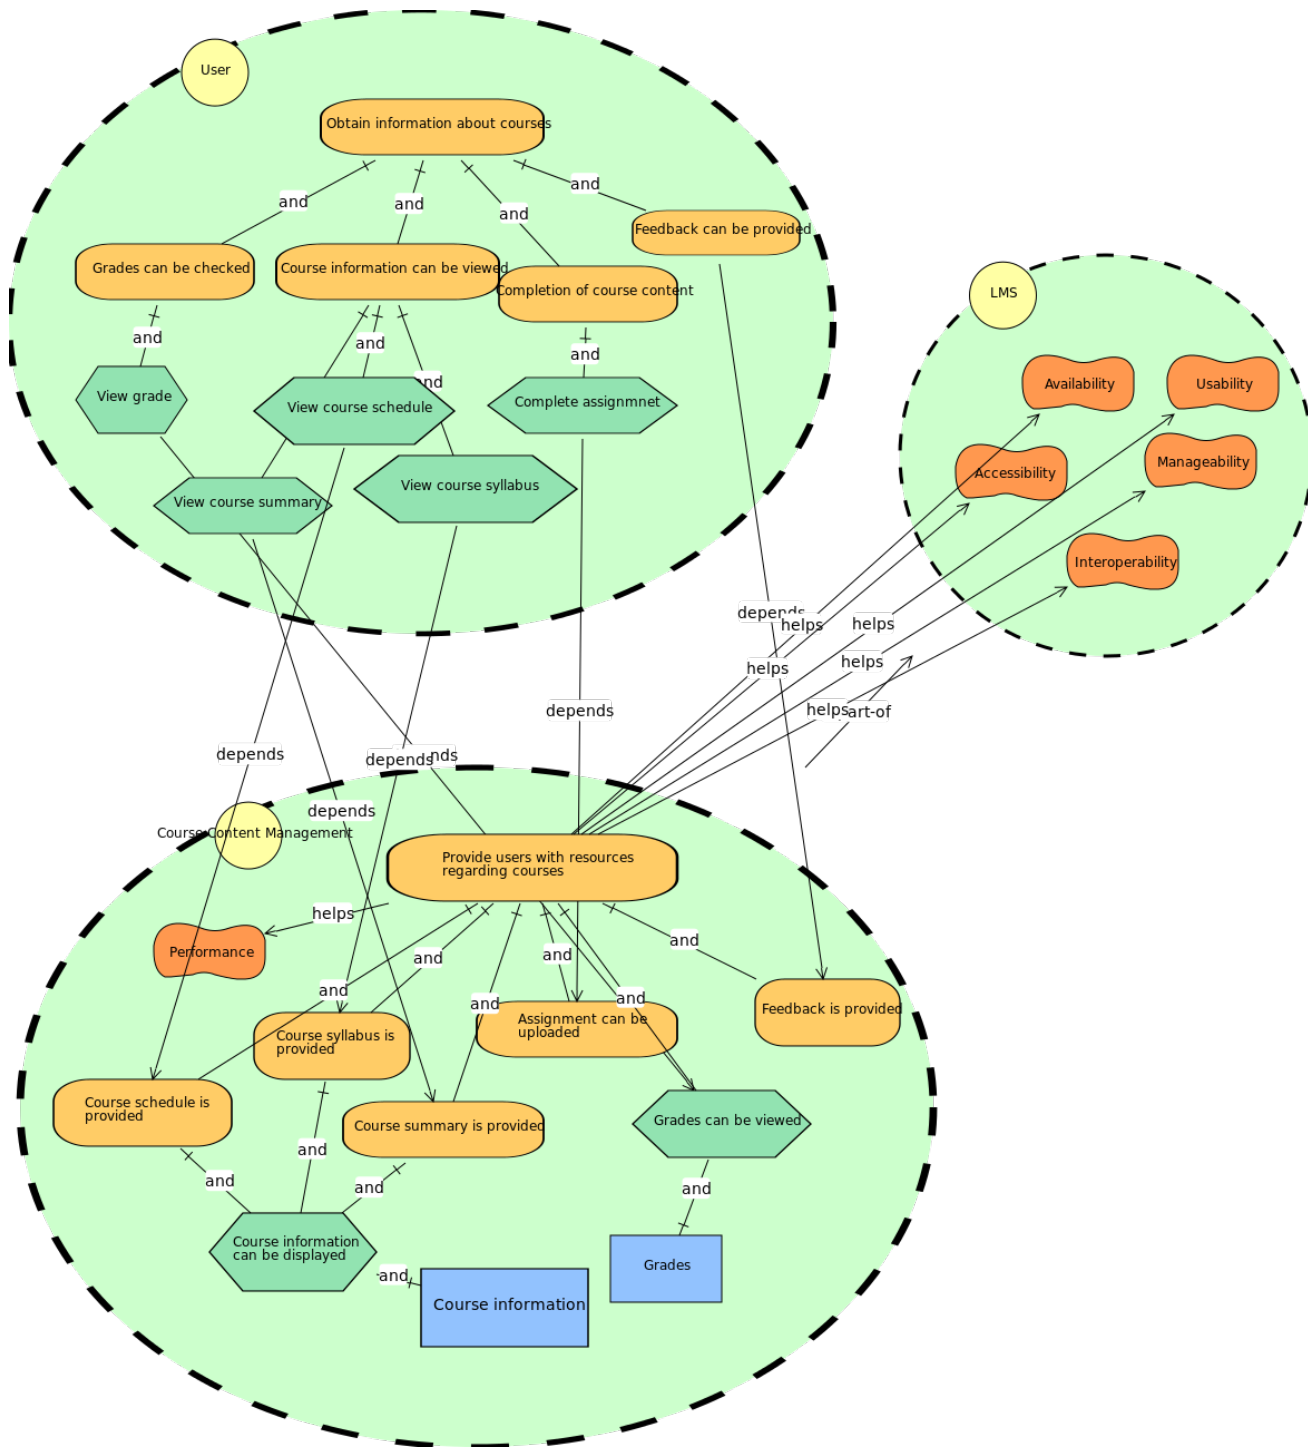 User
Obtain information about courses
and
and
and
and
Feedback can be provided
Grades can be checked
Course information can be viewed
Completion of course content
LMS
and
and
and
and
View grade
View course schedule
Complete assignmnet
View course summary
View course syllabus
Availability
Usability
Accessibility
Manageability
Interoperability
depends
helps
helps
helps
helps
helps
art-of
depends
depends
depends
nds
depends
Course Content Management
Provide users with resources
regarding courses
helps
Performance
and
and
and
and
and
and
Course syllabus is
provided
Assignment can be
uploaded
Feedback is provided
Course schedule is
provided
Course summary is provided
Grades can be viewed
and
and
and
and
Course information
can be displayed
and
Grades
Course information